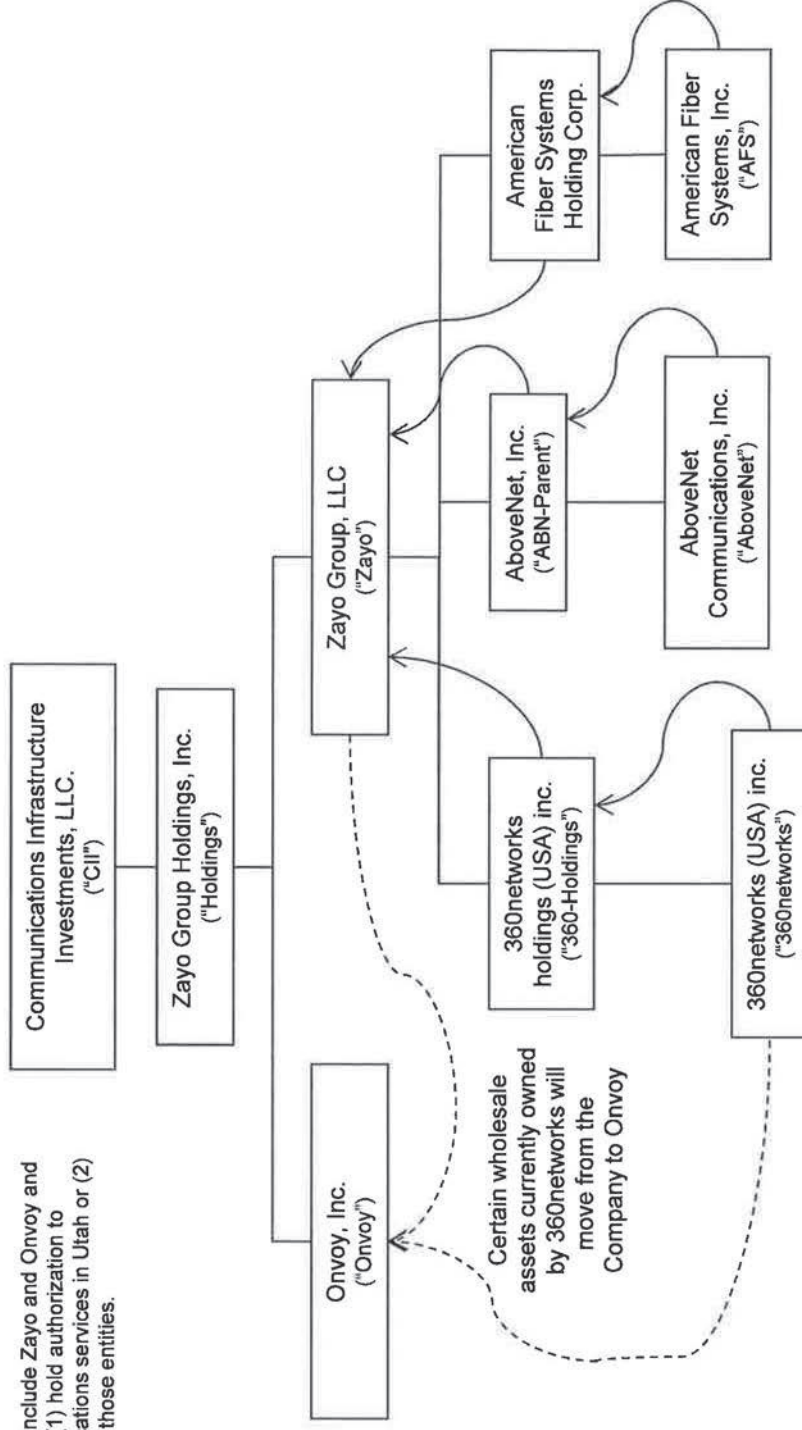 nclude Zayo and Onvoy and
1) hold authorization to
ations services in Utah or (2)
those entities.
Communications Infrastructure
Investments, LLC.
("CII")
Zayo Group Holdings, Inc.
("Holdings")
Onvoy, Inc.
("Onvoy")
Zayo Group, LLC
("Zayo")
Certain wholesale
assets currently owned
by 360networks will
move from the
Company to Onvoy
360networks
holdings (USA) inc.
("360-Holdings")
AboveNet, Inc.
("ABN-Parent")
American
Fiber Systems
Holding Corp.
360networks (USA) inc.
("360networks")
AboveNet
Communications, Inc.
("AboveNet")
American Fiber
Systems, Inc.
("AFS")